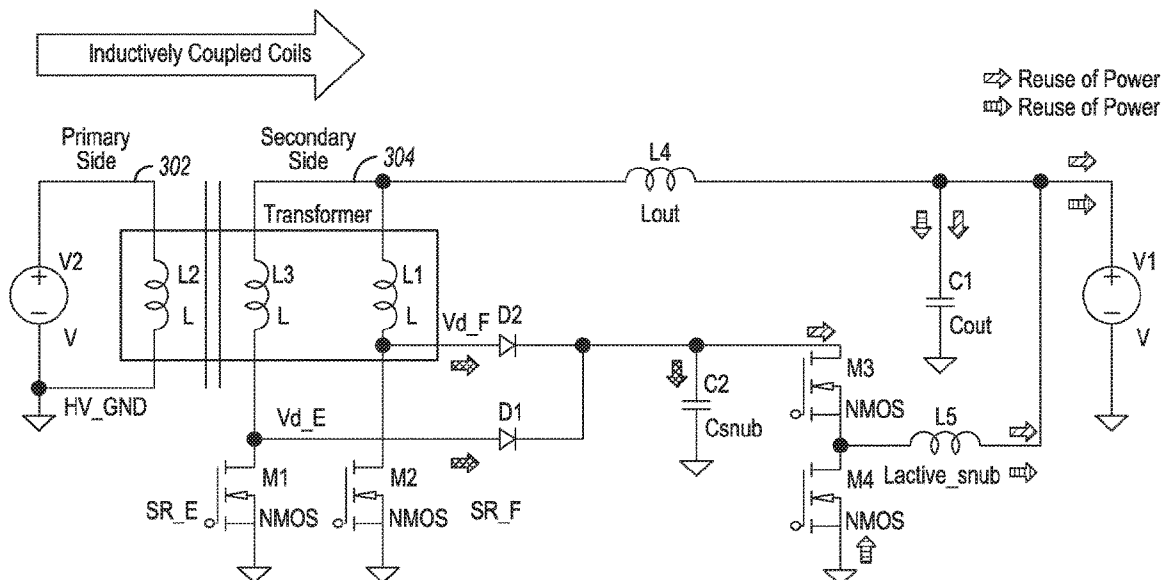 Inductively Coupled Coils
Reuse of Power
Reuse of Power
Primary
Side
302
Secondary
Side
304
L4
Lout
Transformer
V2
+
−
V
L2
L
L3
L
L1
L
Vd_F
D2
C1
Cout
V1
+
−
V
HV_GND
Vd_E
D1
C2
Csnub
M3
NMOS
L5
Lactive_snub
M1
SR_E
NMOS
M2
NMOS
SR_F
M4
NMOS